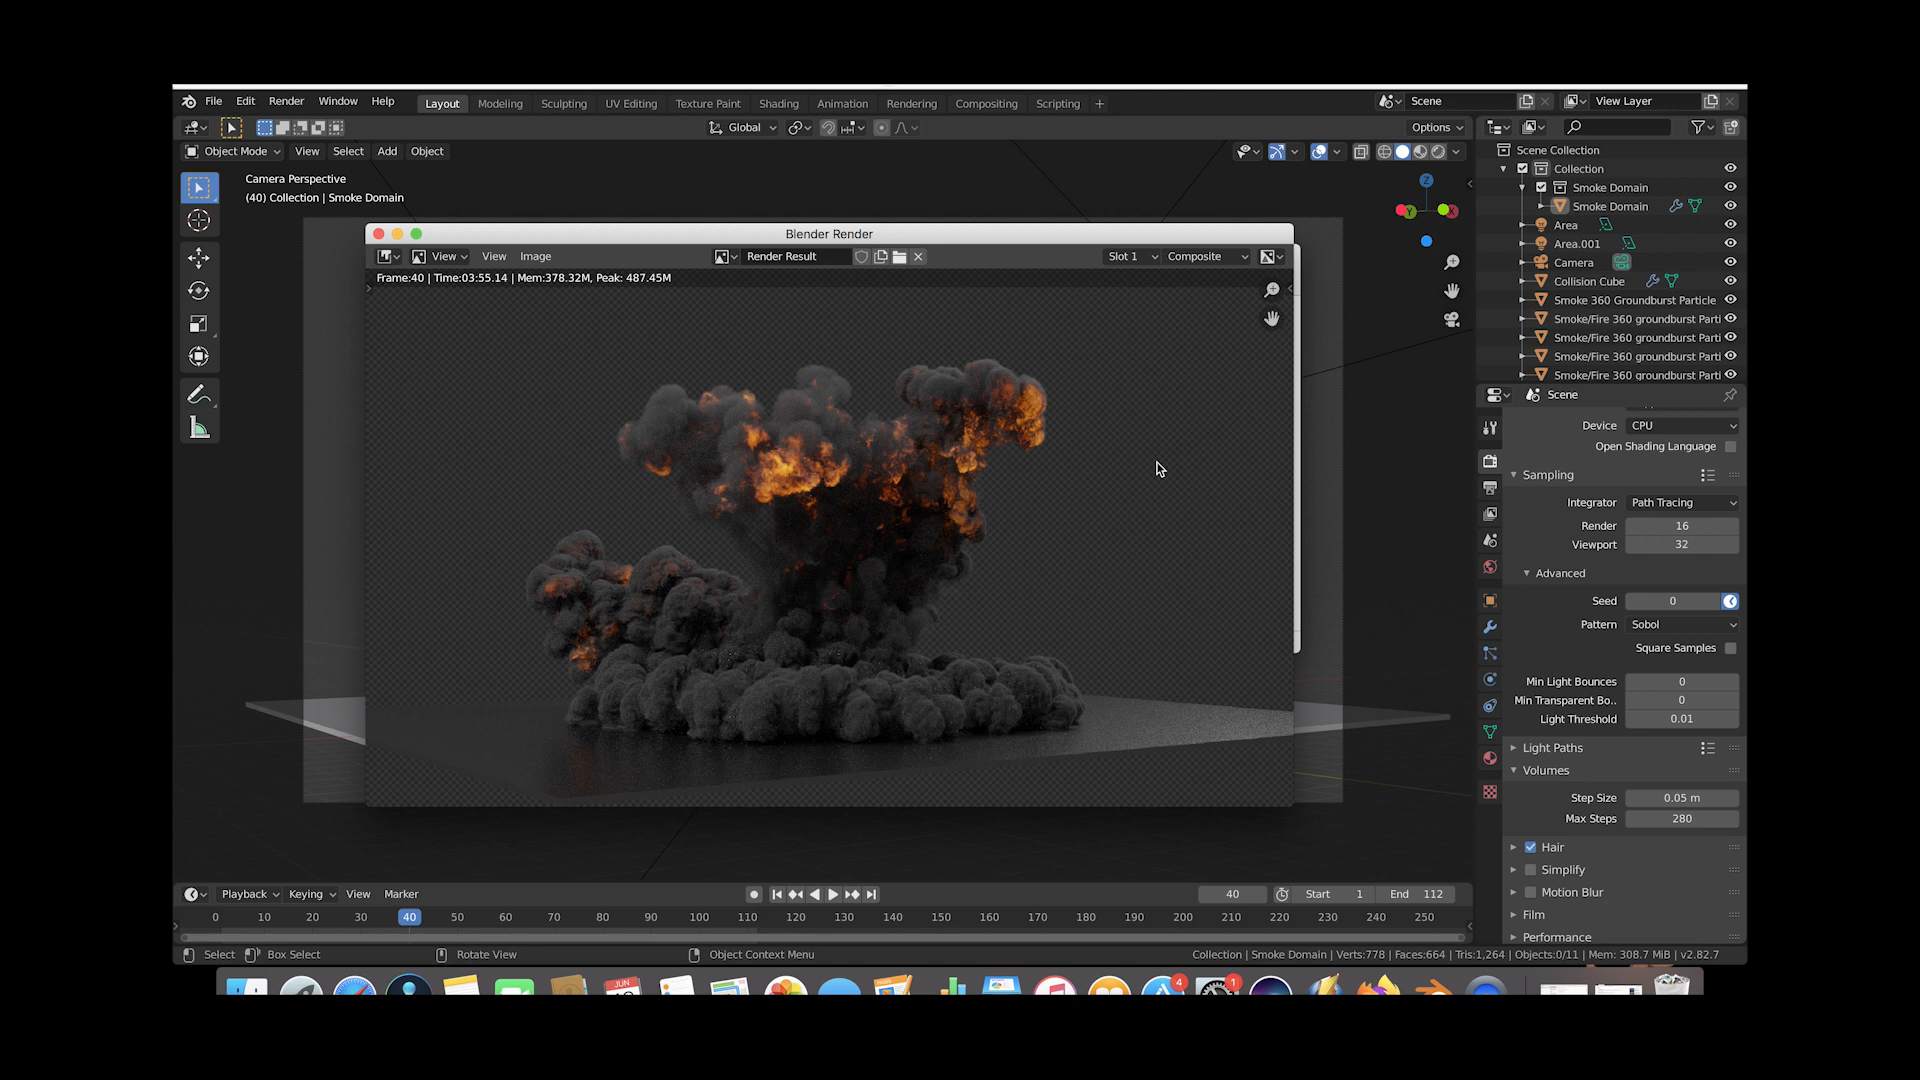 File Edit Render Window Help Layout Modeling Sculpting UV Editing Texture Paint Shading Animation Rendering Compositing Scripting + Scene View Layer
Global Options
Object Mode View Select Add Object
Camera Perspective
(40) Collection | Smoke Domain
Z
Y
X
Blender Render
View View Image Render Result Slot 1 Composite
Frame:40 | Time:03:55.14 | Mem:378.32M, Peak: 487.45M
Scene Collection
Collection
Smoke Domain
Smoke Domain
Area
Area.001
Camera
Collision Cube
Smoke 360 Groundburst Particle
Smoke/Fire 360 groundburst Parti
Smoke/Fire 360 groundburst Parti
Smoke/Fire 360 groundburst Parti
Smoke/Fire 360 groundburst Parti
Scene
Device CPU
Open Shading Language
Sampling
Integrator Path Tracing
Render 16
Viewport 32
Advanced
Seed 0
Pattern Sobol
Square Samples
Min Light Bounces 0
Min Transparent Bo.. 0
Light Threshold 0.01
Light Paths
Volumes
Step Size 0.05 m
Max Steps 280
Hair
Simplify
Motion Blur
Film
Performance
Playback Keying View Marker 40 Start 1 End 112
0 10 20 30 40 50 60 70 80 90 100 110 120 130 140 150 160 170 180 190 200 210 220 230 240 250
Select Box Select Rotate View Object Context Menu Collection | Smoke Domain | Verts:778 | Faces:664 | Tris:1,264 | Objects:0/11 | Mem: 308.7 MiB | v2.82.7
JUN
4
1